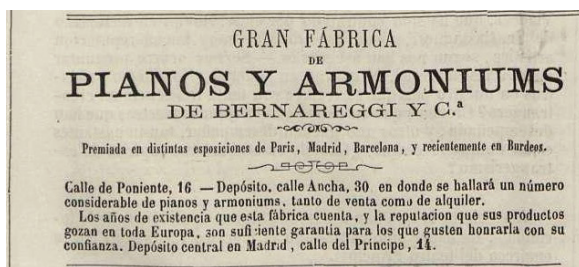 GRAN FÁBRICA
DE
PIANOS Y ARMONIUMS
DE BERNAREGGI Y C.ª
Premiada en distintas esposiciones de Paris, Madrid, Barcelona, y recientemente en Burdeos.
Calle de Poniente, 16 — Depósito, calle Ancha, 30 en donde se hallará un número
considerable de pianos y armoniums, tanto de venta como de alquiler.
Los años de existencia que esta fábrica cuenta, y la reputacion que sus productos
gozan en toda Europa, son suficiente garantía para los que gusten honrarla con su
confianza. Depósito central en Madrid, calle del Principe, 14.